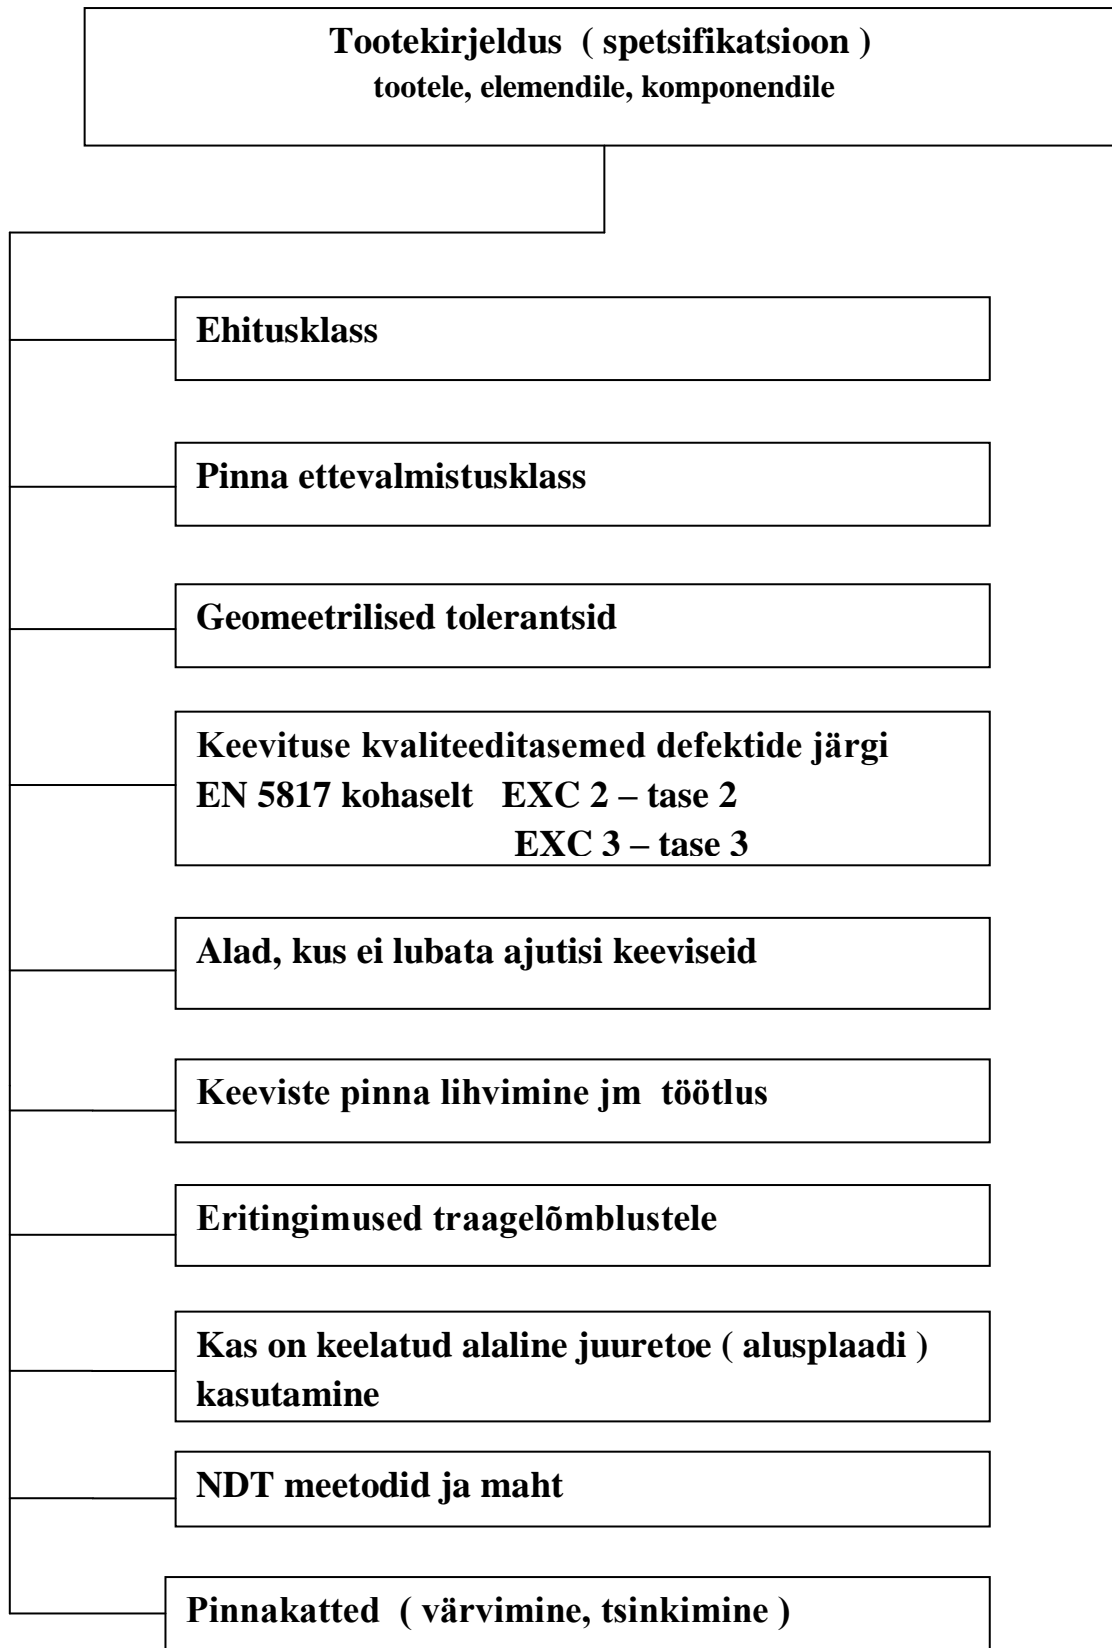 Tootekirjeldus ( spetsifikatsioon )
tootele, elemendile, komponendile
Ehitusklass
Pinna ettevalmistusklass
Geomeetrilised tolerantsid
Keevituse kvaliteeditasemed defektide järgi
EN 5817 kohaselt EXC 2 – tase 2
EXC 3 – tase 3
Alad, kus ei lubata ajutisi keeviseid
Keeviste pinna lihvimine jm töötlus
Eritingimused traagelõmblustele
Kas on keelatud alaline juuretoe ( alusplaadi )
kasutamine
NDT meetodid ja maht
Pinnakatted ( värvimine, tsinkimine )